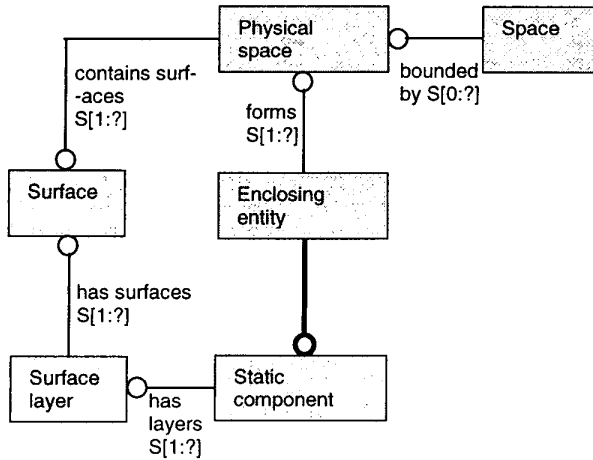 Physical
space
Space
contains surf-
-aces
S[1:?]
bounded
by S[0:?]
forms
S[1:?]
Surface
Enclosing
entity
has surfaces
S[1:?]
Surface
layer
has
layers
S[1:?]
Static
component